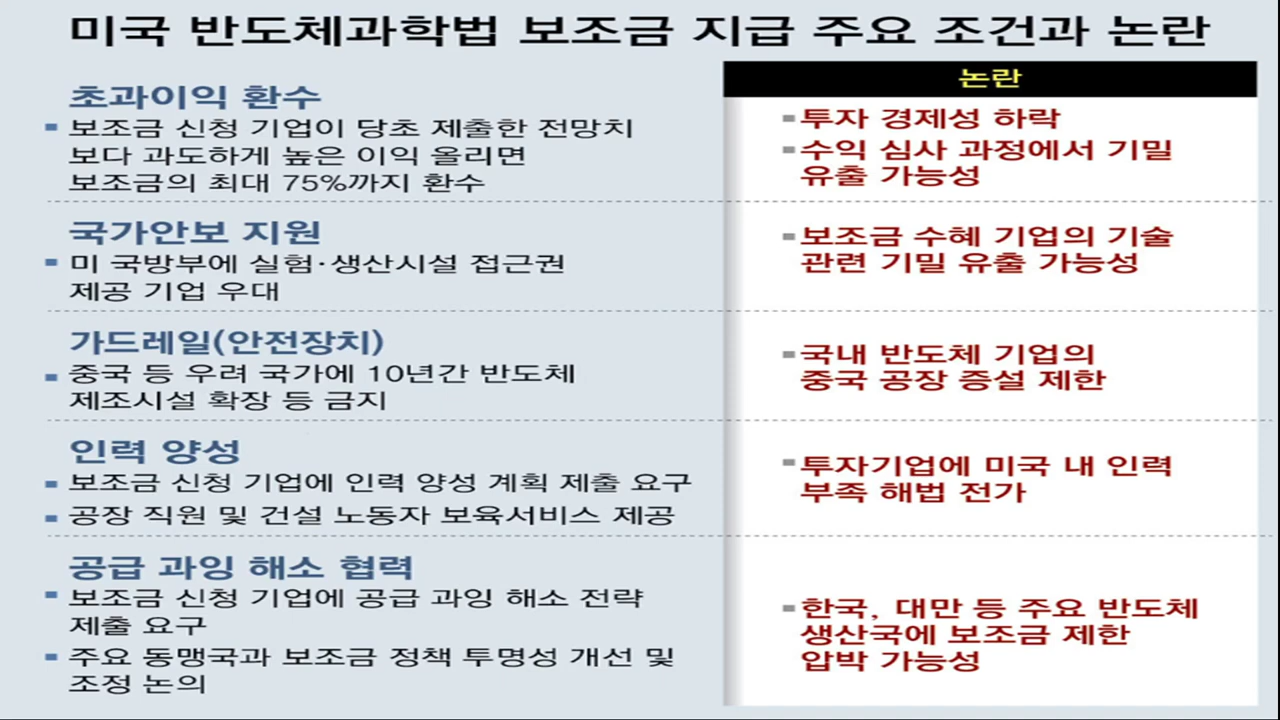 미국 반도체과학법 보조금 지급 주요 조건과 논란
논란
초과이익 환수
▪ 보조금 신청 기업이 당초 제출한 전망치
보다 과도하게 높은 이익 올리면
보조금의 최대 75%까지 환수
▪투자 경제성 하락
▪수익 심사 과정에서 기밀
유출 가능성
국가안보 지원
▪ 미 국방부에 실험·생산시설 접근권
제공 기업 우대
▪보조금 수혜 기업의 기술
관련 기밀 유출 가능성
가드레일(안전장치)
▪ 중국 등 우려 국가에 10년간 반도체
제조시설 확장 등 금지
▪국내 반도체 기업의
중국 공장 증설 제한
인력 양성
▪ 보조금 신청 기업에 인력 양성 계획 제출 요구
▪ 공장 직원 및 건설 노동자 보육서비스 제공
▪투자기업에 미국 내 인력
부족 해법 전가
공급 과잉 해소 협력
▪ 보조금 신청 기업에 공급 과잉 해소 전략
제출 요구
▪ 주요 동맹국과 보조금 정책 투명성 개선 및
조정 논의
▪한국, 대만 등 주요 반도체
생산국에 보조금 제한
압박 가능성